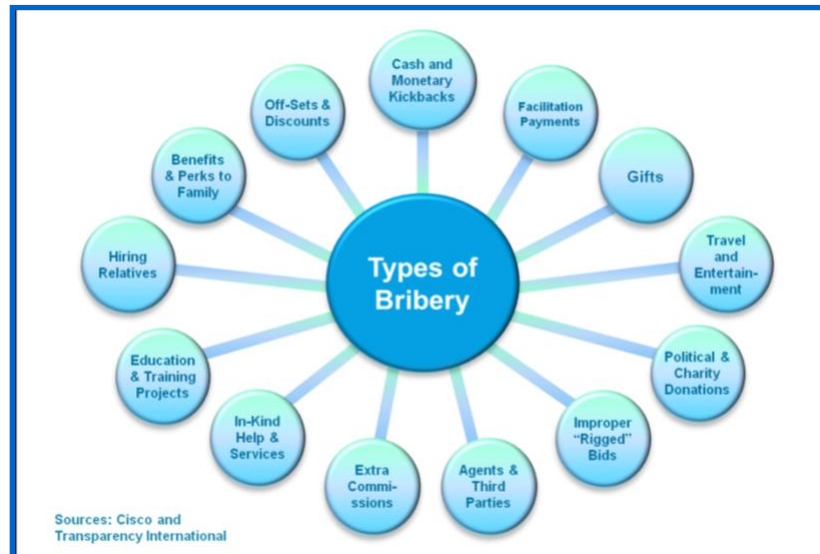 Types of
Bribery
Cash and
Monetary
Kickbacks
Facilitation
Payments
Gifts
Travel
and
Entertain-
ment
Political &
Charity
Donations
Improper
“Rigged”
Bids
Agents &
Third
Parties
Extra
Commi-
ssions
In-Kind
Help &
Services
Education
& Training
Projects
Hiring
Relatives
Benefits
& Perks to
Family
Off-Sets &
Discounts
Sources: Cisco and
Transparency International